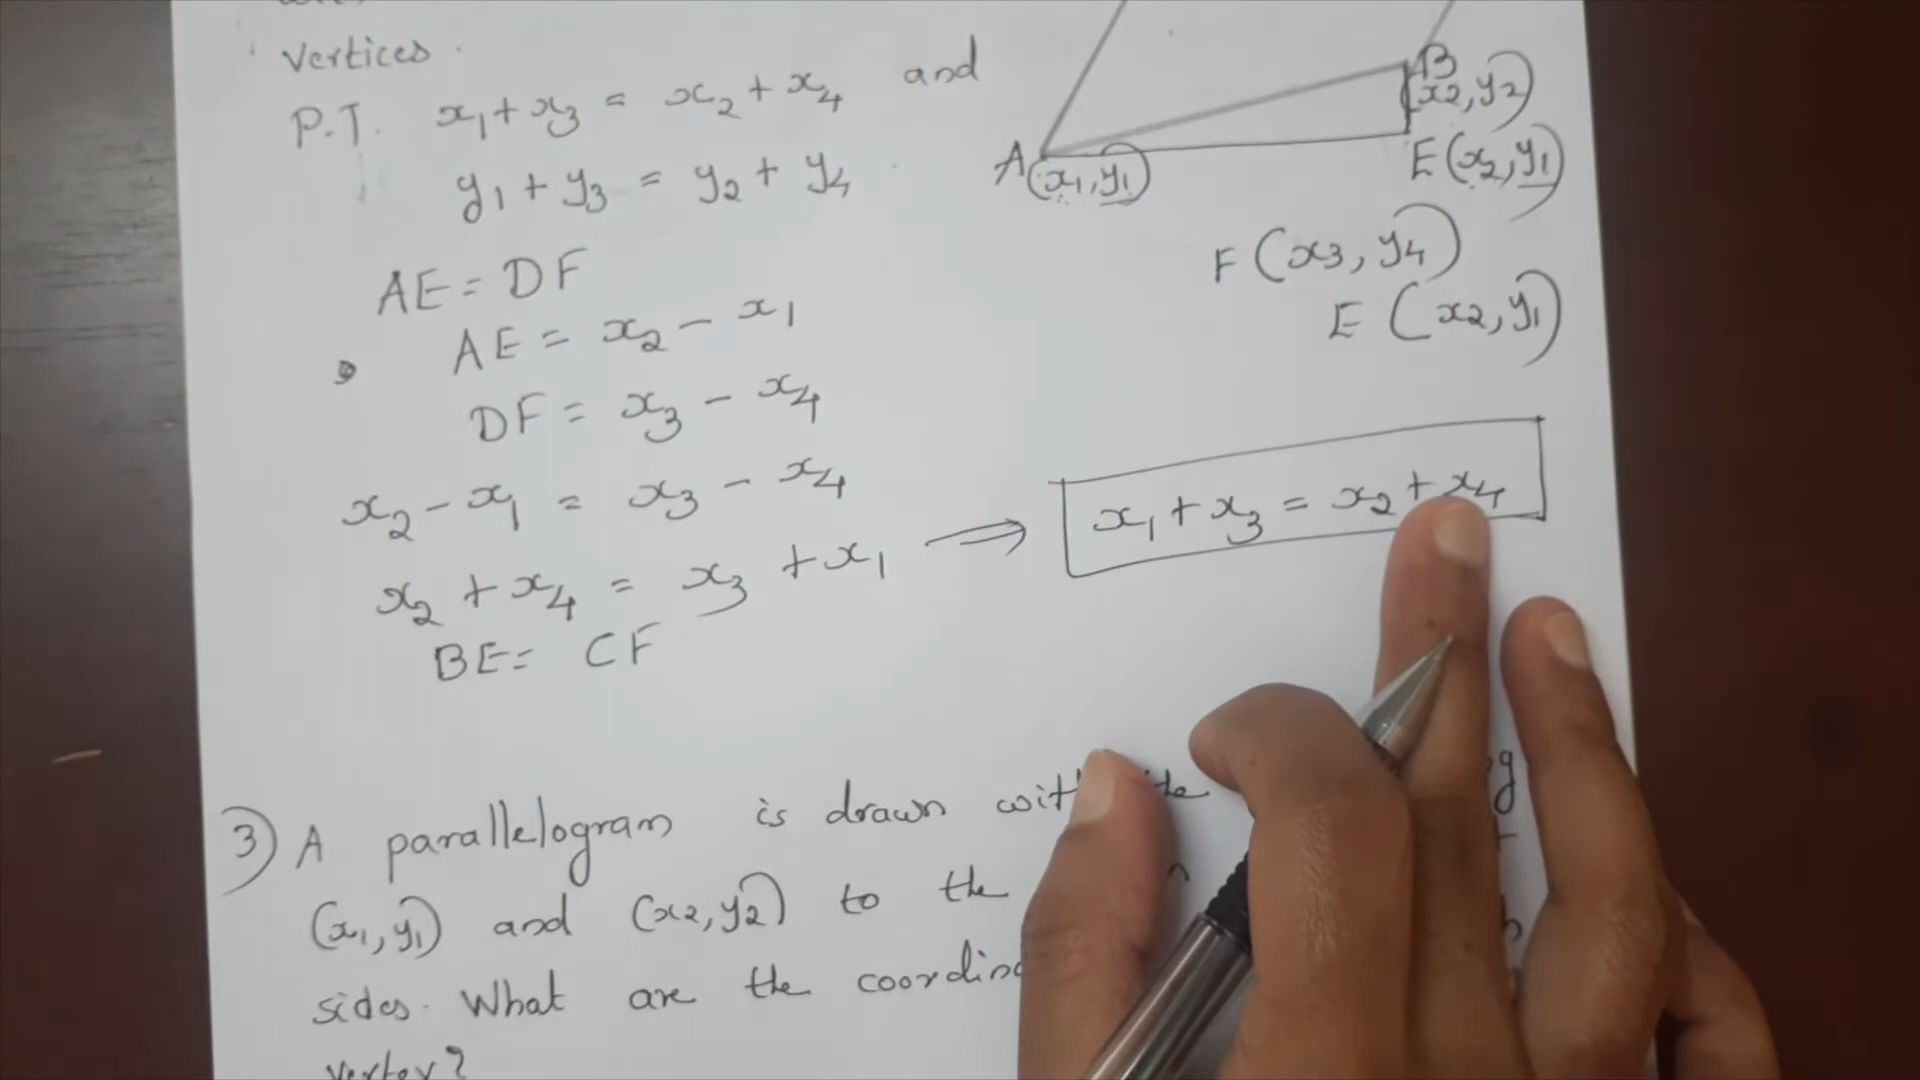 vertices.
P.T. x₁ + x₃ = x₂ + x₄ and
y₁ + y₃ = y₂ + y₄
AE = DF
AE = x₂ - x₁
DF = x₃ - x₄
x₂ - x₁ = x₃ - x₄
x₂ + x₄ = x₃ + x₁ ⇒ x₁ + x₃ = x₂ + x₄
BE = CF
B
(x₂, y₂)
A(x₁, y₁)
E(x₂, y₁)
F(x₃, y₄)
E(x₂, y₁)
3) A parallelogram is drawn
(x₁, y₁) and (x₂, y₂) to the
sides. What are the
vertex?